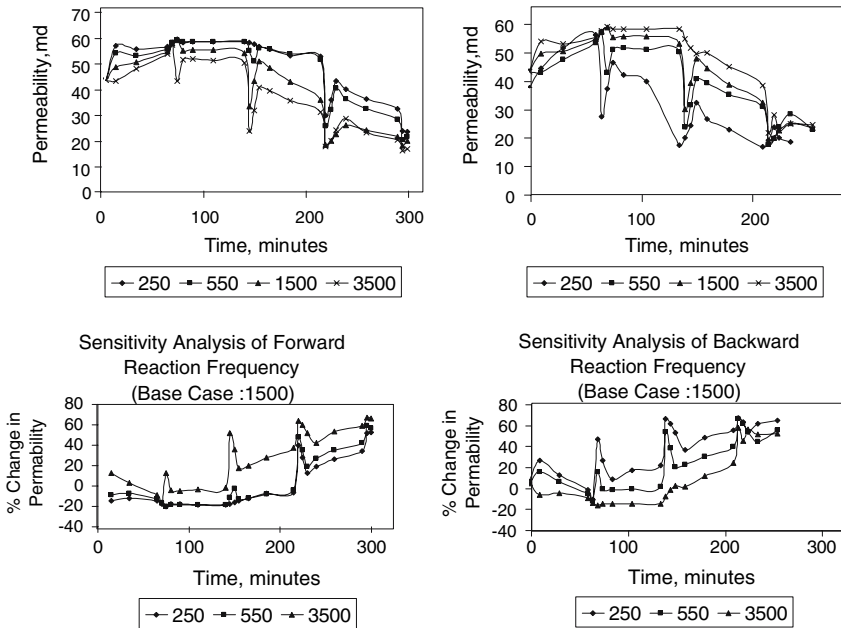 Permeability,md
70
60
50
40
30
20
10
0
0 100 200 300
Time, minutes
250 550 1500 3500
Permeability,md
60
50
40
30
20
10
0
0 100 200
Time, minutes
250 550 1500 3500
Sensitivity Analysis of Forward
Reaction Frequency
(Base Case :1500)
% Change in
Permability
80
60
40
20
0
-20
-40
0 100 200 300
Time, minutes
250 550 3500
Sensitivity Analysis of Backward
Reaction Frequency
(Base Case :1500)
% Change in
Permability
80
60
40
20
0
-20
-40
0 100 200 300
Time, minutes
250 550 3500